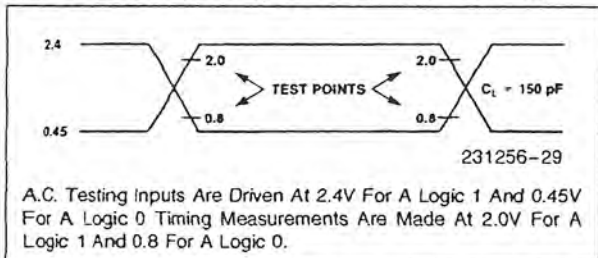 2.4
2.0
2.0
TEST POINTS
C_L = 150 pF
0.8
0.8
0.45
231256-29
A.C. Testing Inputs Are Driven At 2.4V For A Logic 1 And 0.45V
For A Logic 0 Timing Measurements Are Made At 2.0V For A
Logic 1 And 0.8 For A Logic 0.